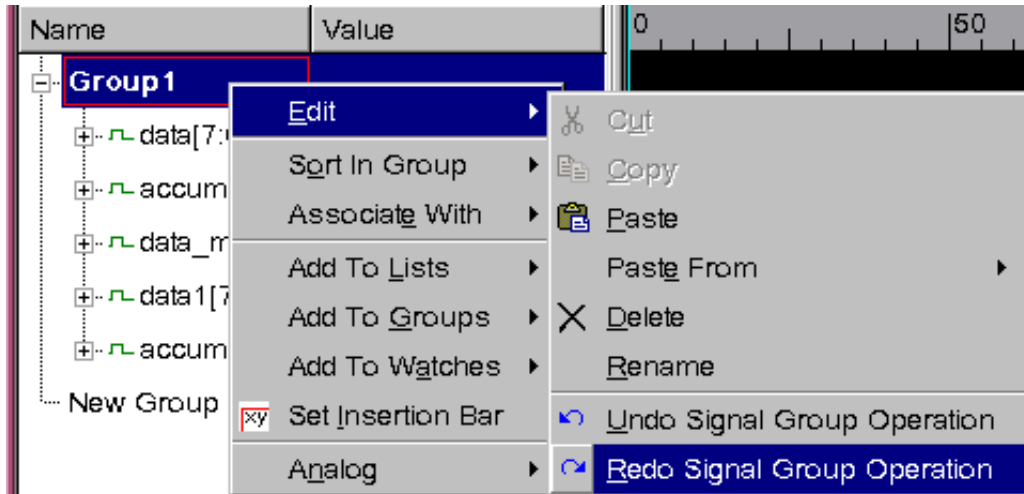 Name Value 0 50
Group1
Edit
Cut
data[7:
Sort In Group
Copy
accum
Associate With
Paste
data_m
Add To Lists
Paste From
data1[7
Add To Groups
Delete
accum
Add To Watches
Rename
New Group
xy Set Insertion Bar
Undo Signal Group Operation
Analog
Redo Signal Group Operation